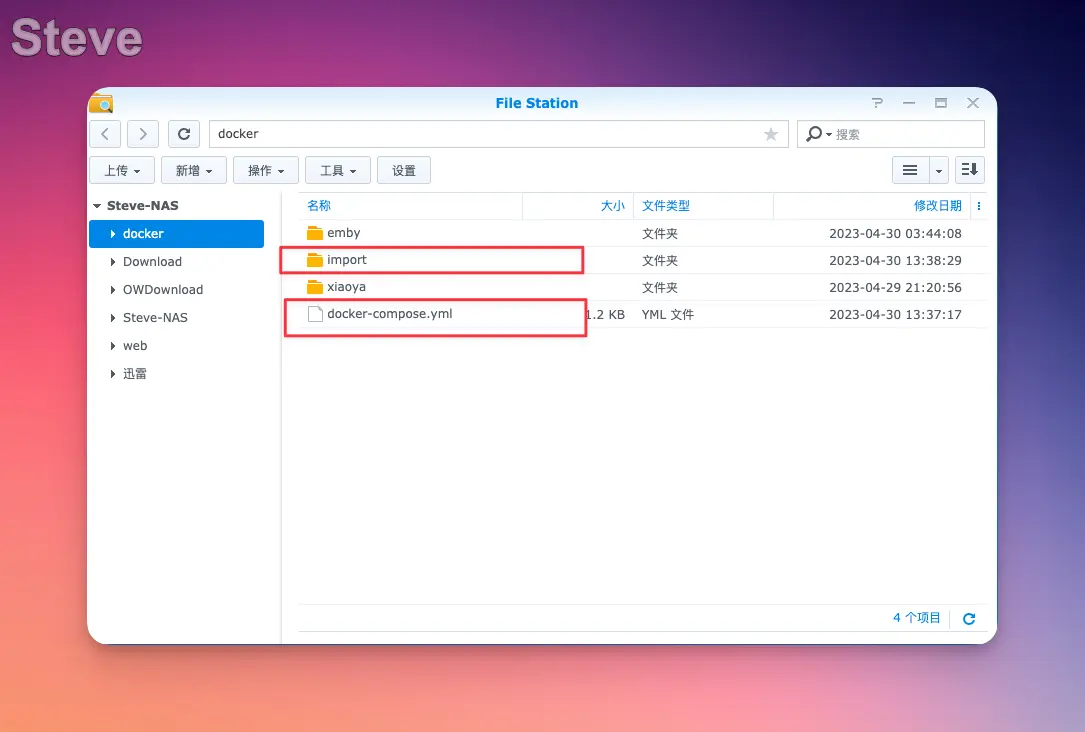 Steve
File Station
docker
搜索
上传 新增 操作 工具 设置
Steve-NAS
docker
Download
OWDownload
Steve-NAS
web
迅雷
名称 大小 文件类型 修改日期
emby 文件夹 2023-04-30 03:44:08
import 文件夹 2023-04-30 13:38:29
xiaoya 文件夹 2023-04-29 21:20:56
docker-compose.yml 1.2 KB YML 文件 2023-04-30 13:37:17
4 个项目